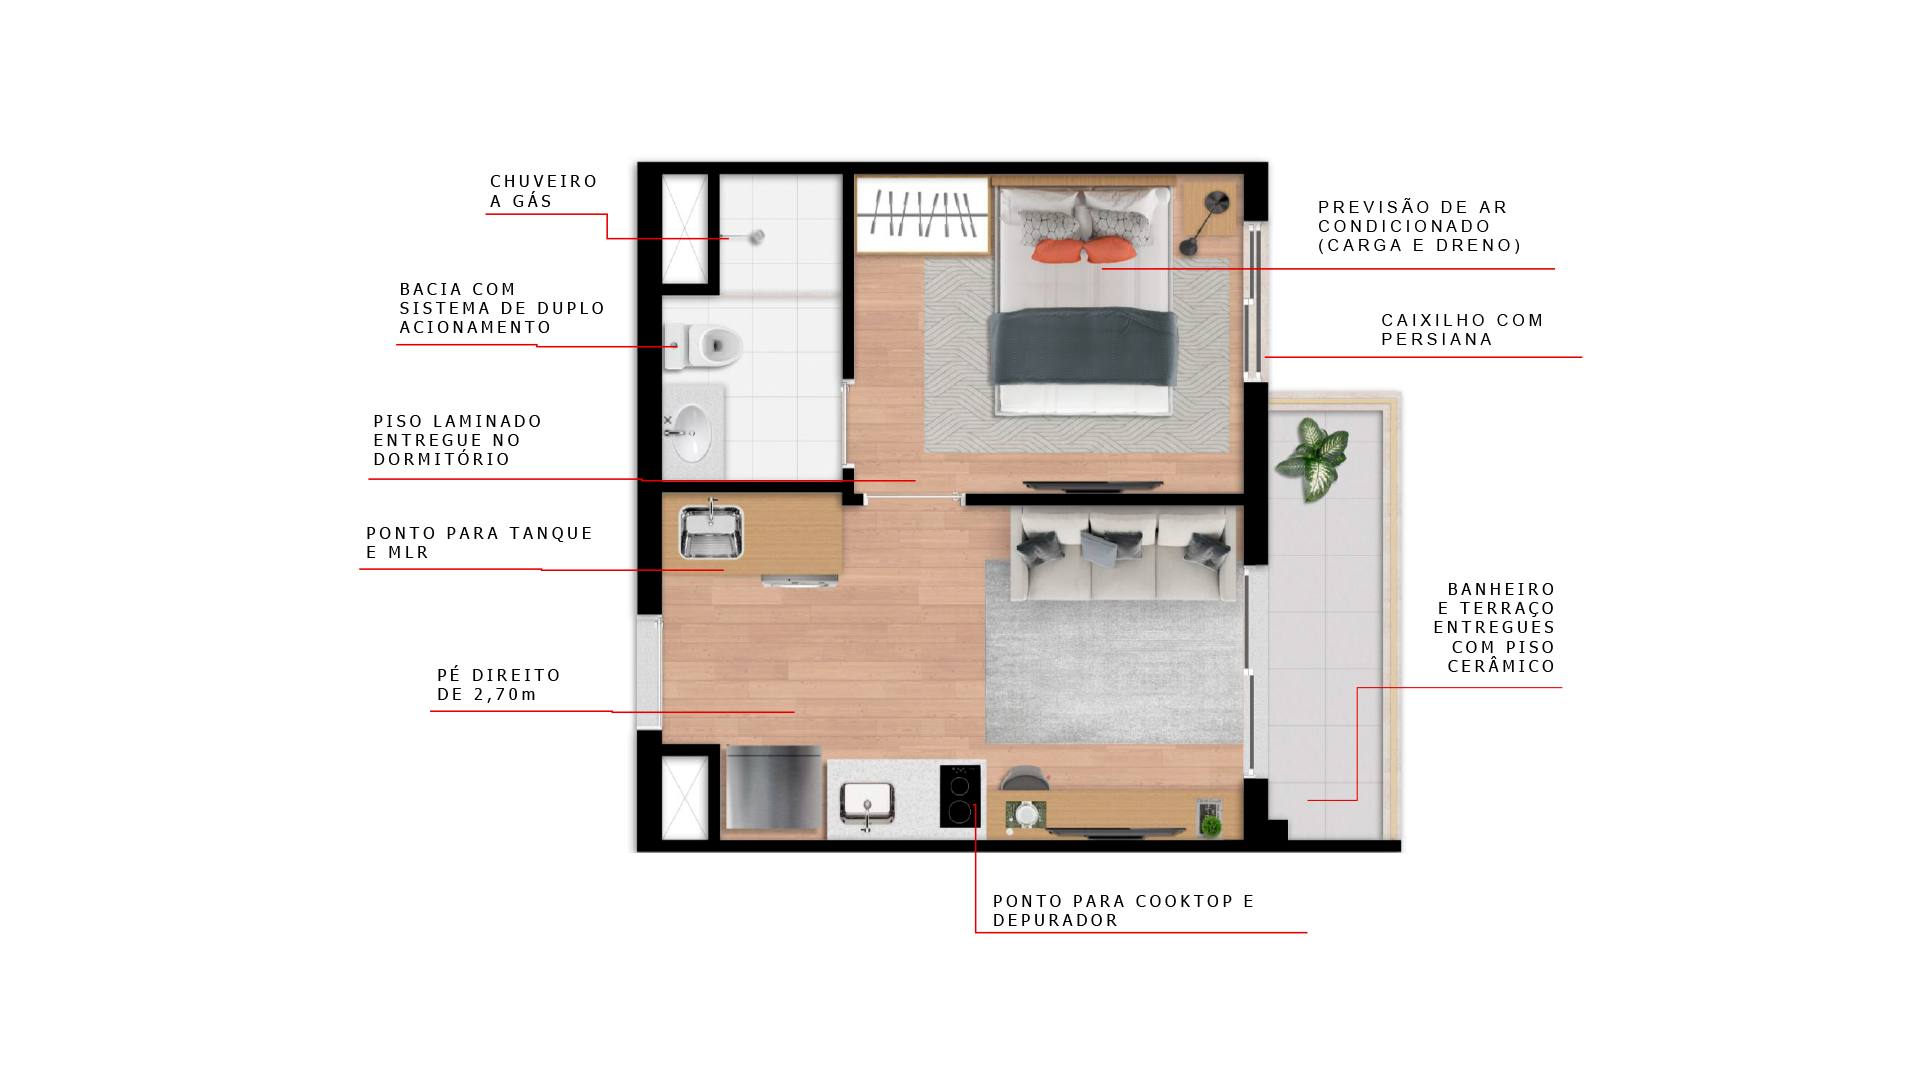 CHUVEIRO
A GÁS
BACIA COM
SISTEMA DE DUPLO
ACIONAMENTO
PISO LAMINADO
ENTREGUE NO
DORMITÓRIO
PONTO PARA TANQUE
E MLR
PÉ DIREITO
DE 2,70m
PREVISÃO DE AR
CONDICIONADO
(CARGA E DRENO)
CAIXILHO COM
PERSIANA
BANHEIRO
E TERRAÇO
ENTREGUES
COM PISO
CERÂMICO
PONTO PARA COOKTOP E
DEPURADOR